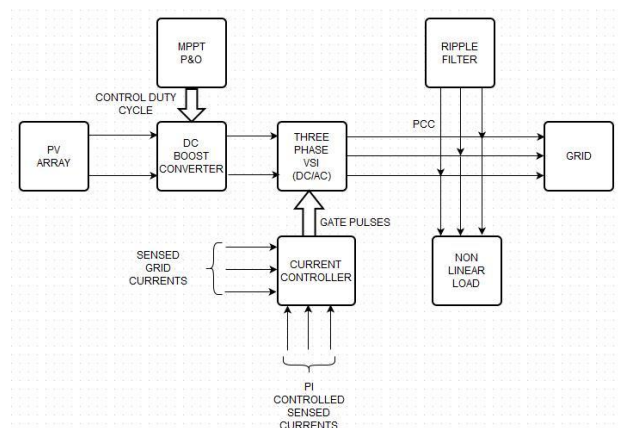 MPPT
P&O
RIPPLE
FILTER
CONTROL DUTY
CYCLE
PV
ARRAY
DC
BOOST
CONVERTER
THREE
PHASE
VSI
(DC/AC)
PCC
GRID
GATE PULSES
SENSED
GRID
CURRENTS
CURRENT
CONTROLLER
NON
LINEAR
LOAD
PI
CONTROLLED
SENSED
CURRENTS